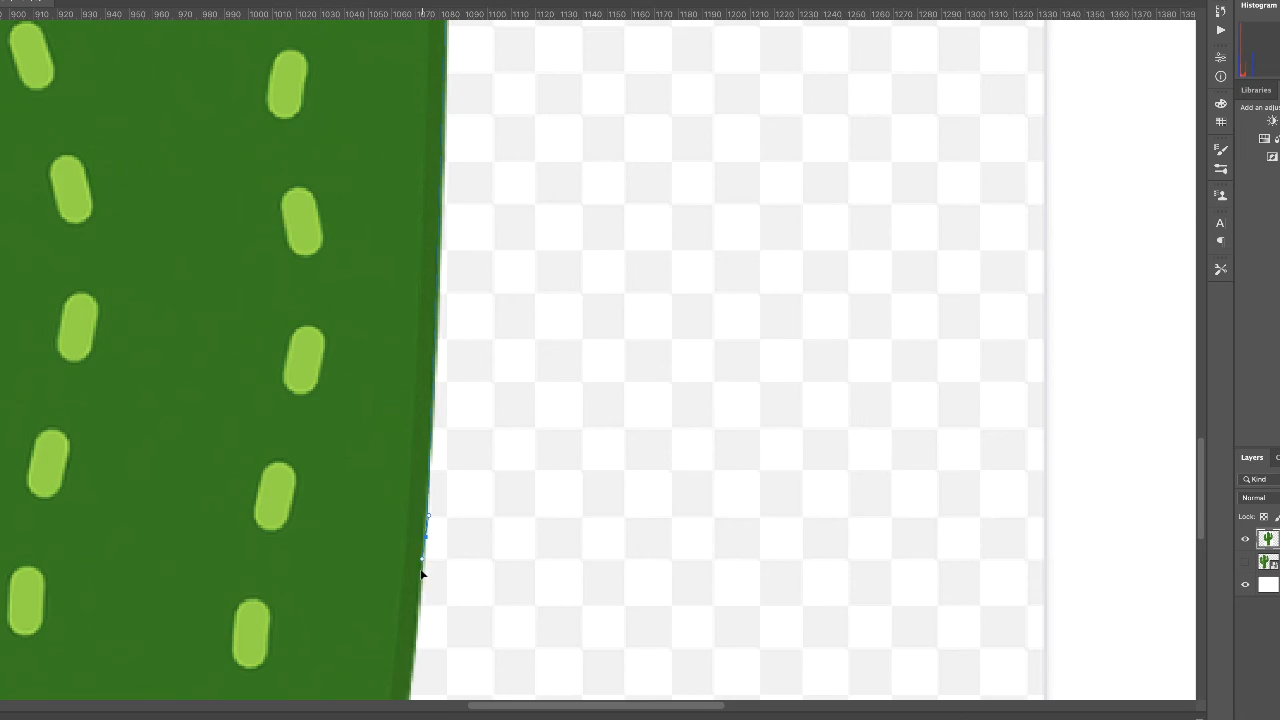 900 910 920 930 940 950 960 970 980 990 1000 1010 1020 1030 1040 1050 1060 1070 1080 1090 1100 1110 1120 1130 1140 1150 1160 1170 1180 1190 1200 1210 1220 1230 1240 1250 1260 1270 1280 1290 1300 1310 1320 1330 1340 1350 1360 1370 1380 139
Histogram
Libraries
Add an adju
A
Layers C
Kind
Normal
Lock: